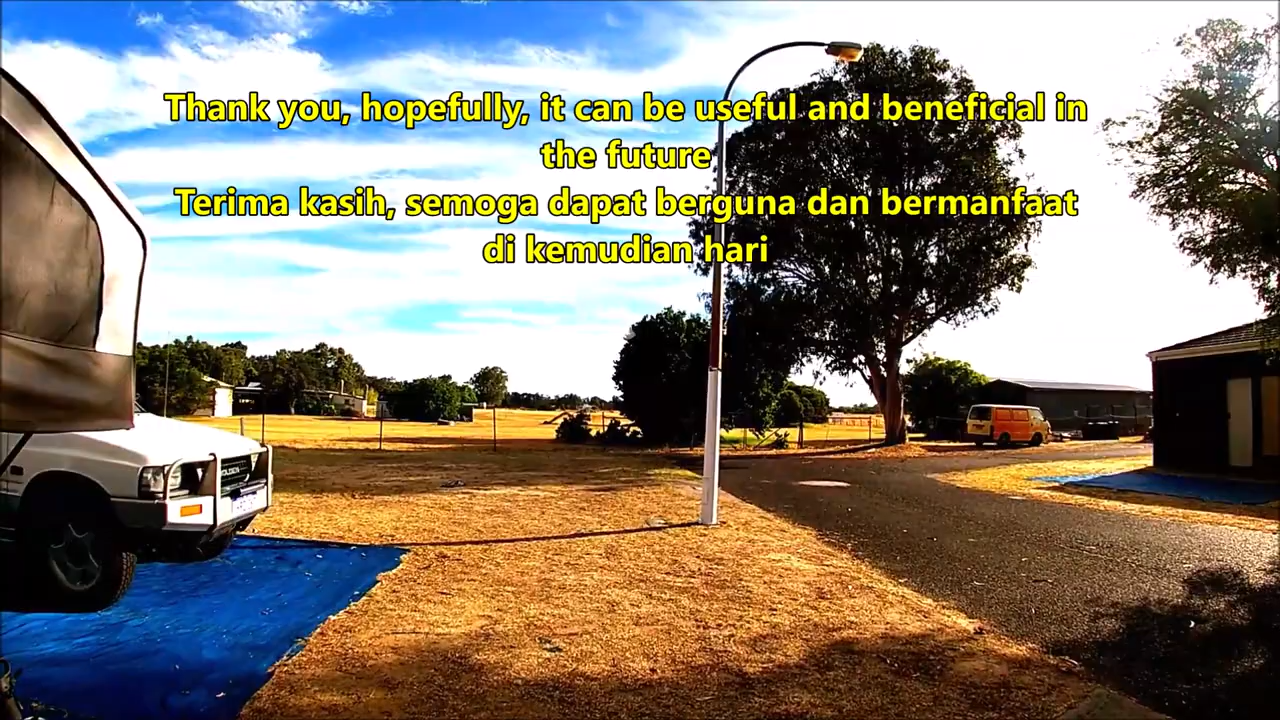 Thank you, hopefully, it can be useful and beneficial in
the future
Terima kasih, semoga dapat berguna dan bermanfaat
di kemudian hari